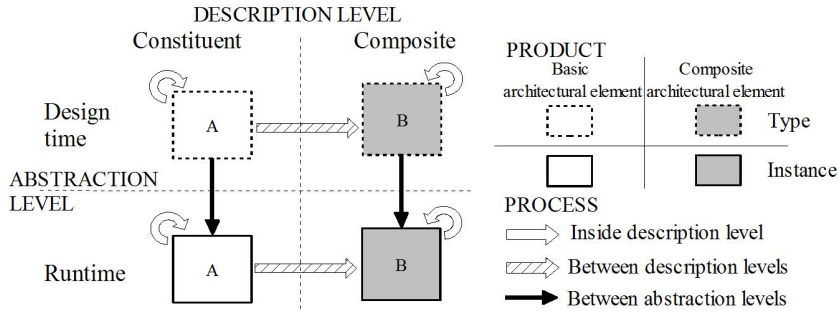 DESCRIPTION LEVEL
Constituent
Composite
Design
time
A
B
ABSTRACTION
LEVEL
Runtime
A
B
PRODUCT
Basic
architectural element
Composite
architectural element
Type
Instance
PROCESS
Inside description level
Between description levels
Between abstraction levels